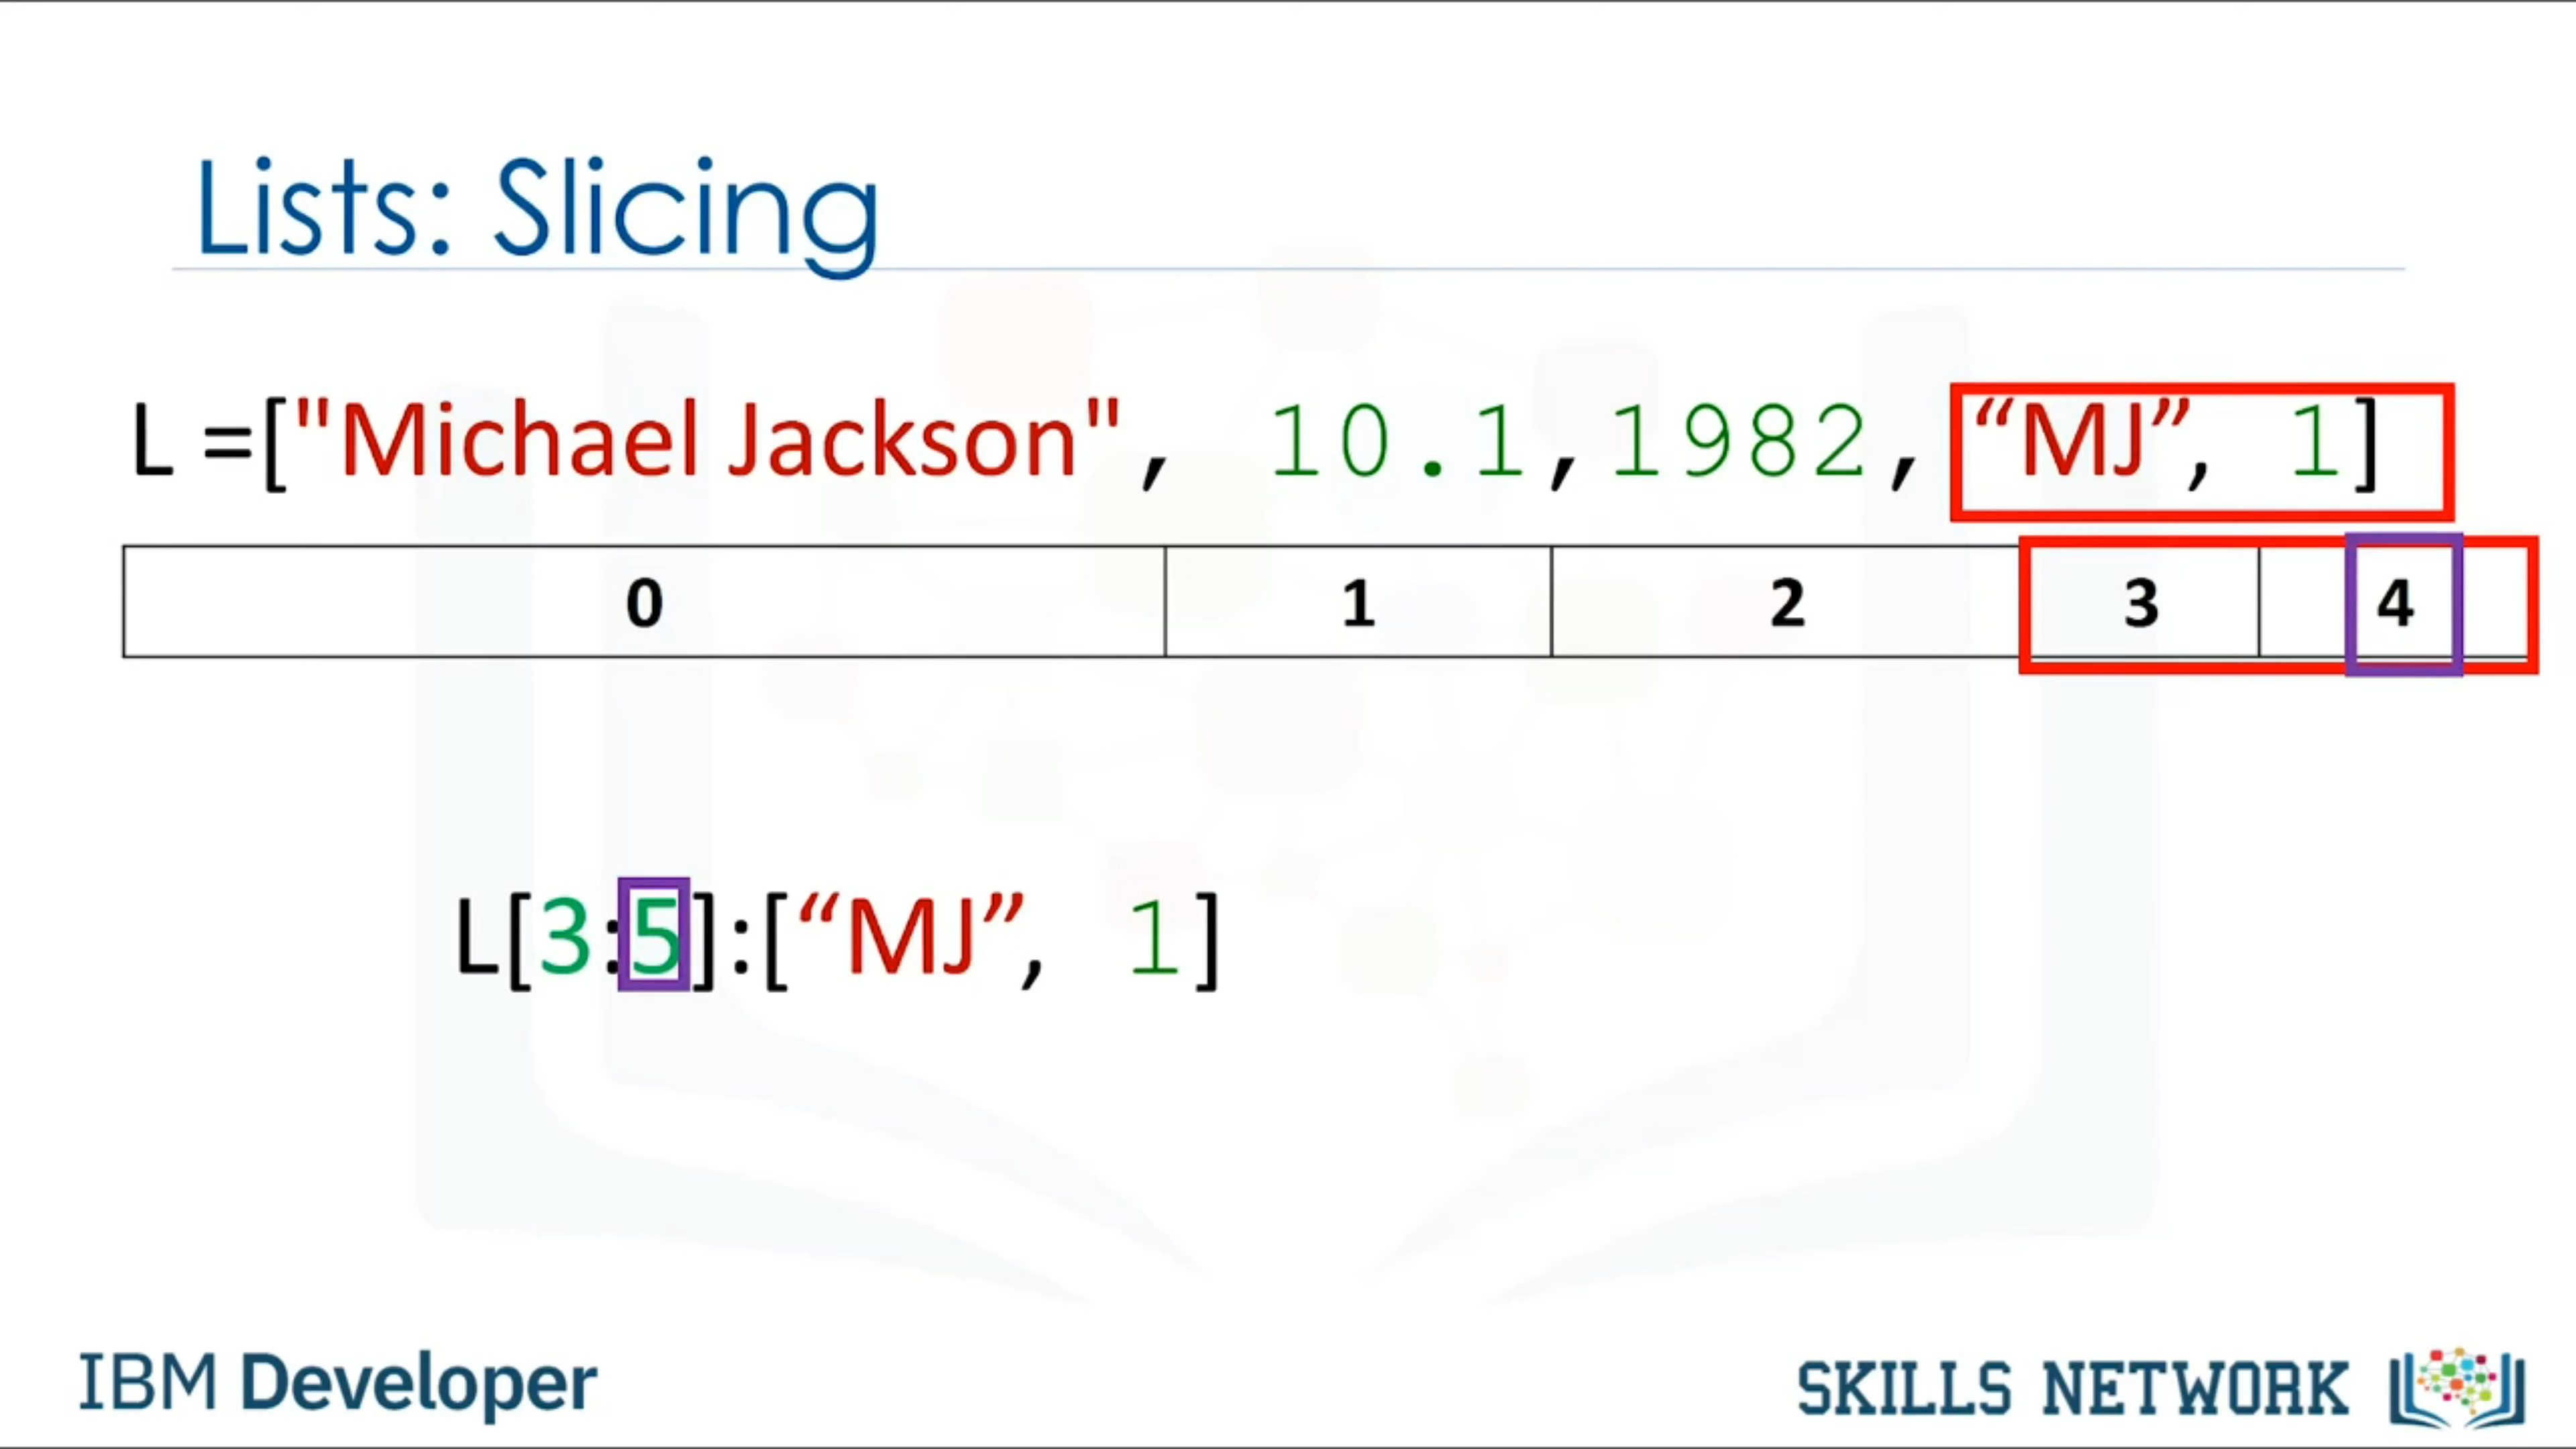 Lists: Slicing
L =["Michael Jackson", 10.1,1982, “MJ”, 1]
0 1 2 3 4
L[3:5]:[“MJ”, 1]
IBM Developer
SKILLS NETWORK